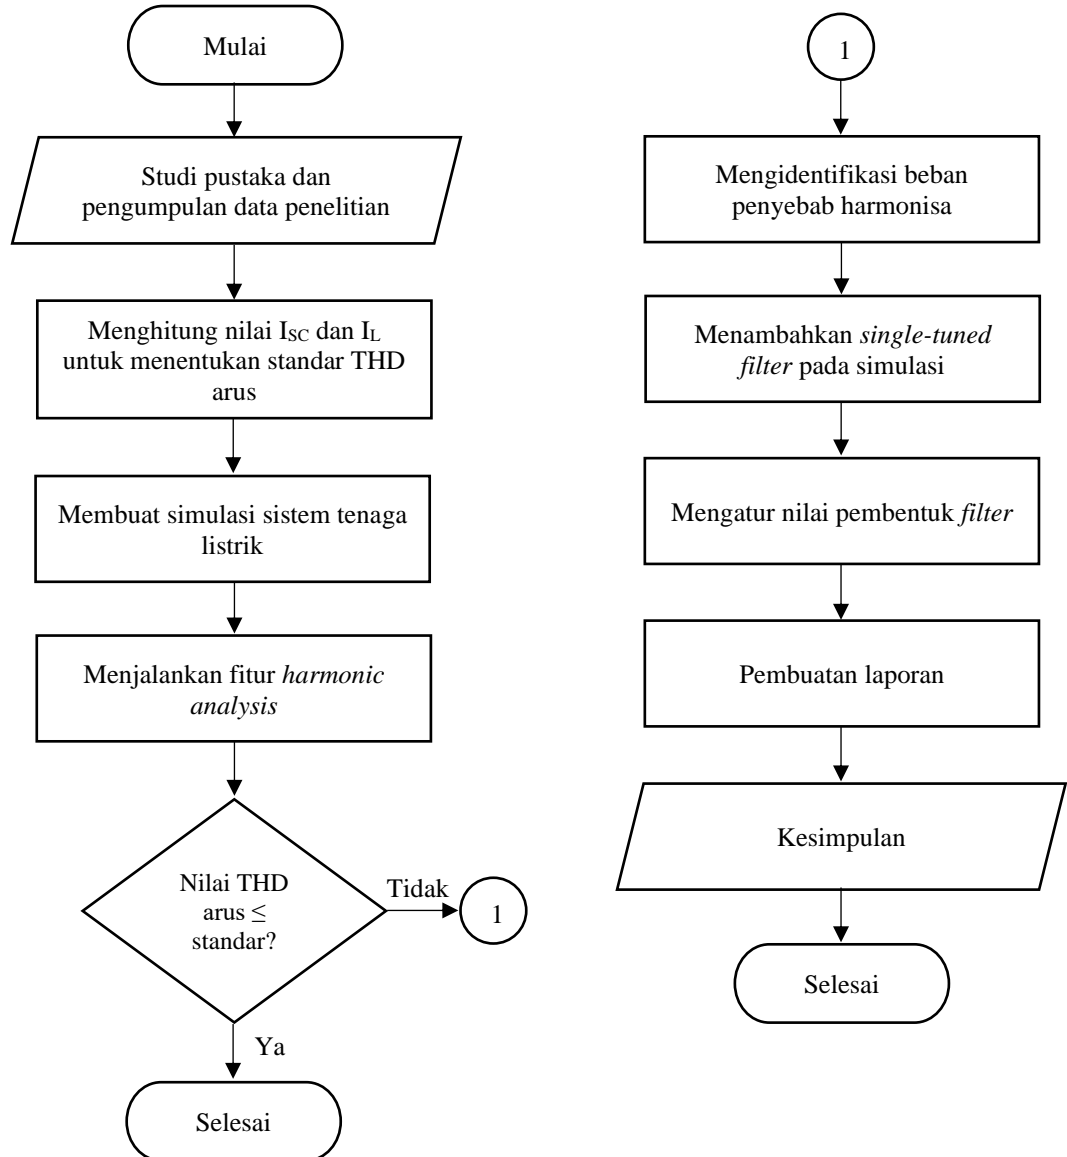 Mulai
Studi pustaka dan
pengumpulan data penelitian
Menghitung nilai I_SC dan I_L
untuk menentukan standar THD
arus
Membuat simulasi sistem tenaga
listrik
Menjalankan fitur harmonic
analysis
Nilai THD
arus ≤
standar?
Tidak
1
Ya
Selesai
1
Mengidentifikasi beban
penyebab harmonisa
Menambahkan single-tuned
filter pada simulasi
Mengatur nilai pembentuk filter
Pembuatan laporan
Kesimpulan
Selesai